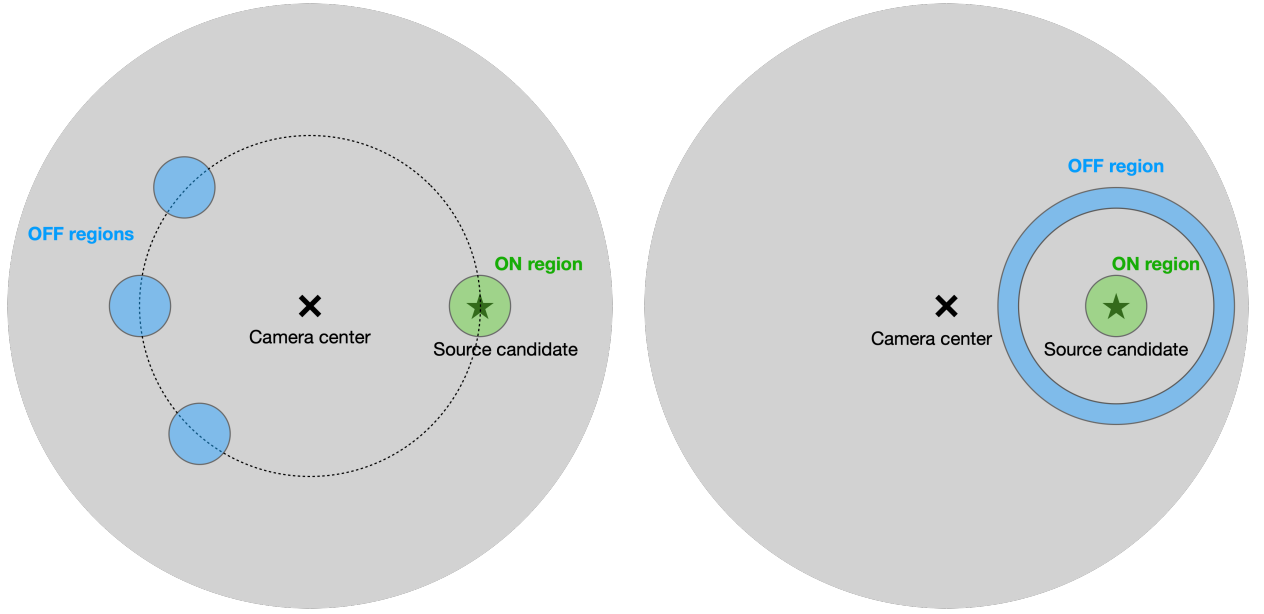 OFF regions
ON region
Camera center
Source candidate
OFF region
ON region
Camera center
Source candidate